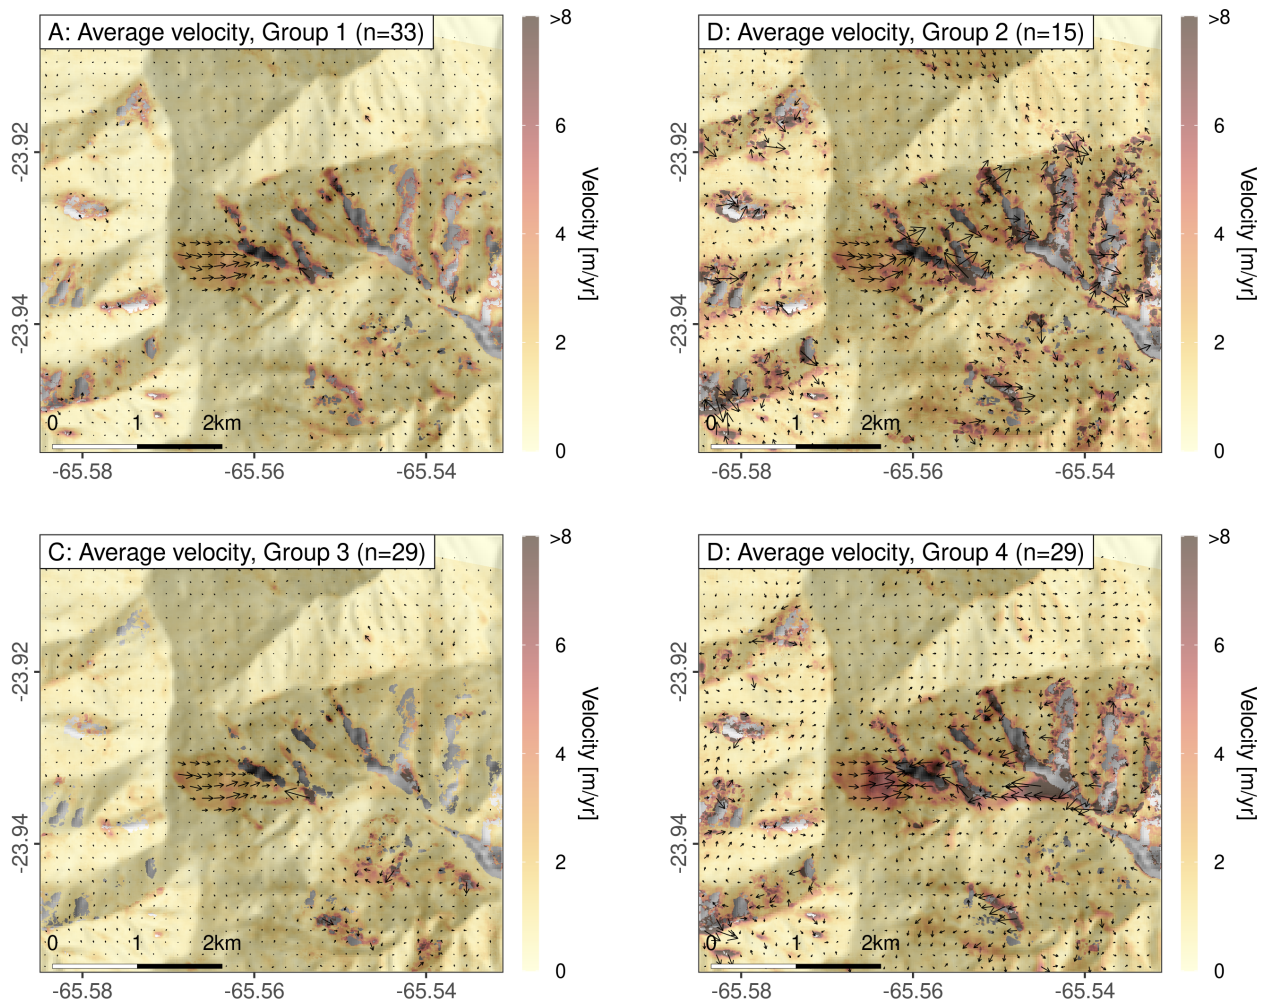 A: Average velocity, Group 1 (n=33)
>8
6
4
2
0
Velocity [m/yr]
-23.92
-23.94
0 1 2km
-65.58 -65.56 -65.54
D: Average velocity, Group 2 (n=15)
>8
6
4
2
0
Velocity [m/yr]
-23.92
-23.94
0 1 2km
-65.58 -65.56 -65.54
C: Average velocity, Group 3 (n=29)
>8
6
4
2
0
Velocity [m/yr]
-23.92
-23.94
0 1 2km
-65.58 -65.56 -65.54
D: Average velocity, Group 4 (n=29)
>8
6
4
2
0
Velocity [m/yr]
-23.92
-23.94
0 1 2km
-65.58 -65.56 -65.54